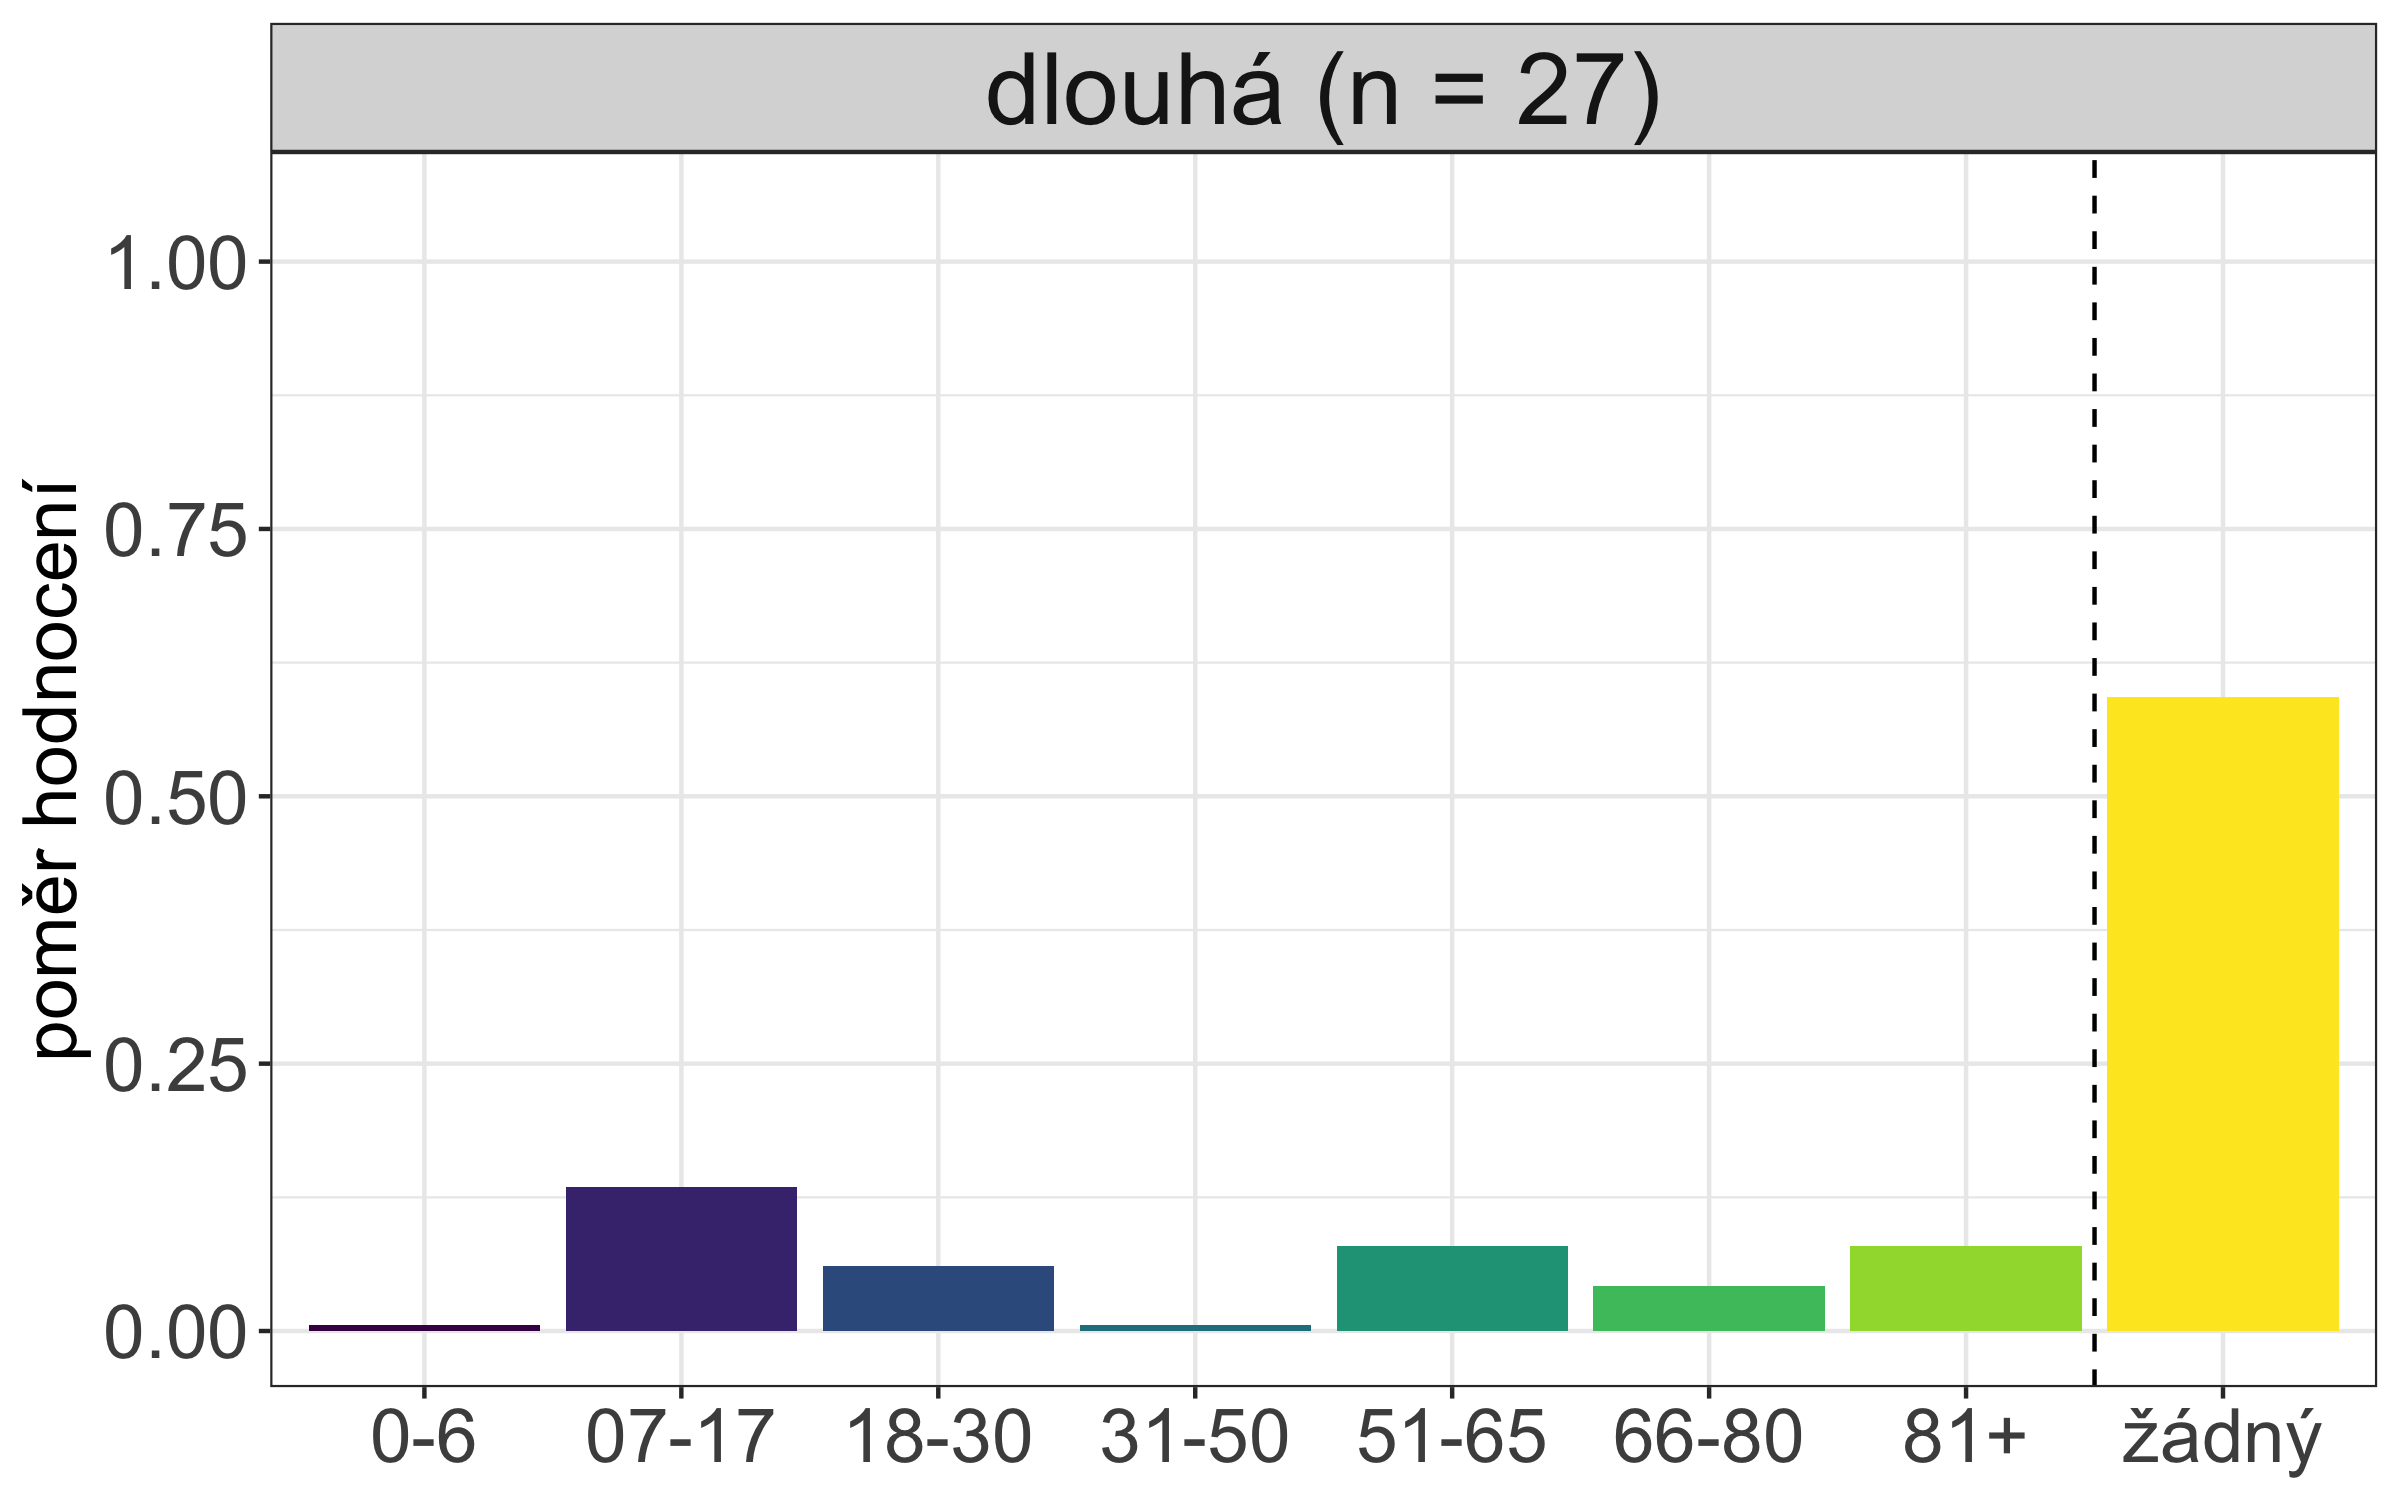 dlouhá (n = 27)
poměr hodnocení
1.00
0.75
0.50
0.25
0.00
0-6 07-17 18-30 31-50 51-65 66-80 81+ žádný